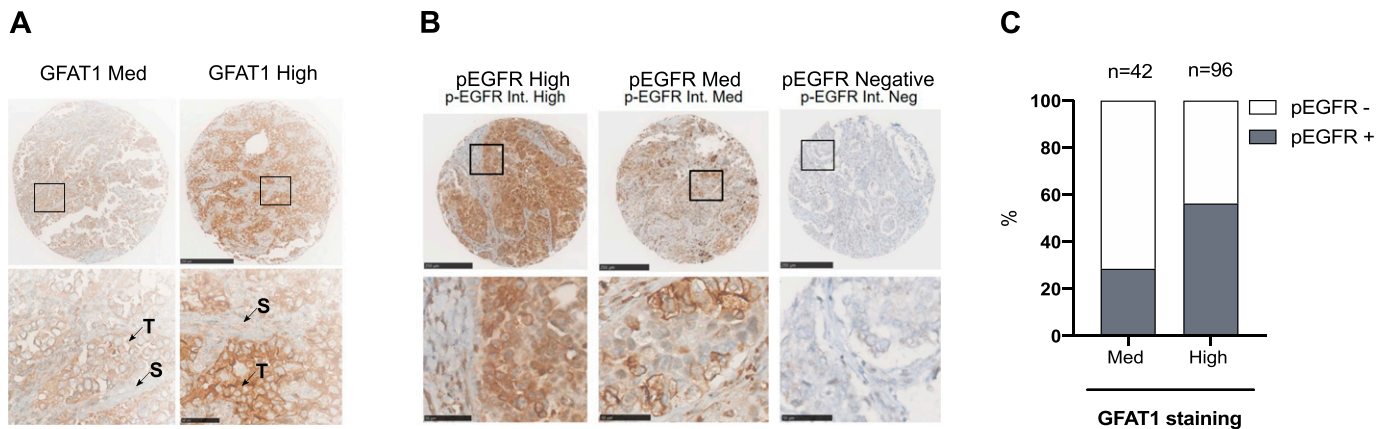 A
GFAT1 Med
GFAT1 High
T
S
S
T
B
pEGFR High
p-EGFR Int. High
pEGFR Med
p-EGFR Int. Med
pEGFR Negative
p-EGFR Int. Neg
C
n=42
n=96
pEGFR -
pEGFR +
100
80
60
40
20
0
%
Med
High
GFAT1 staining